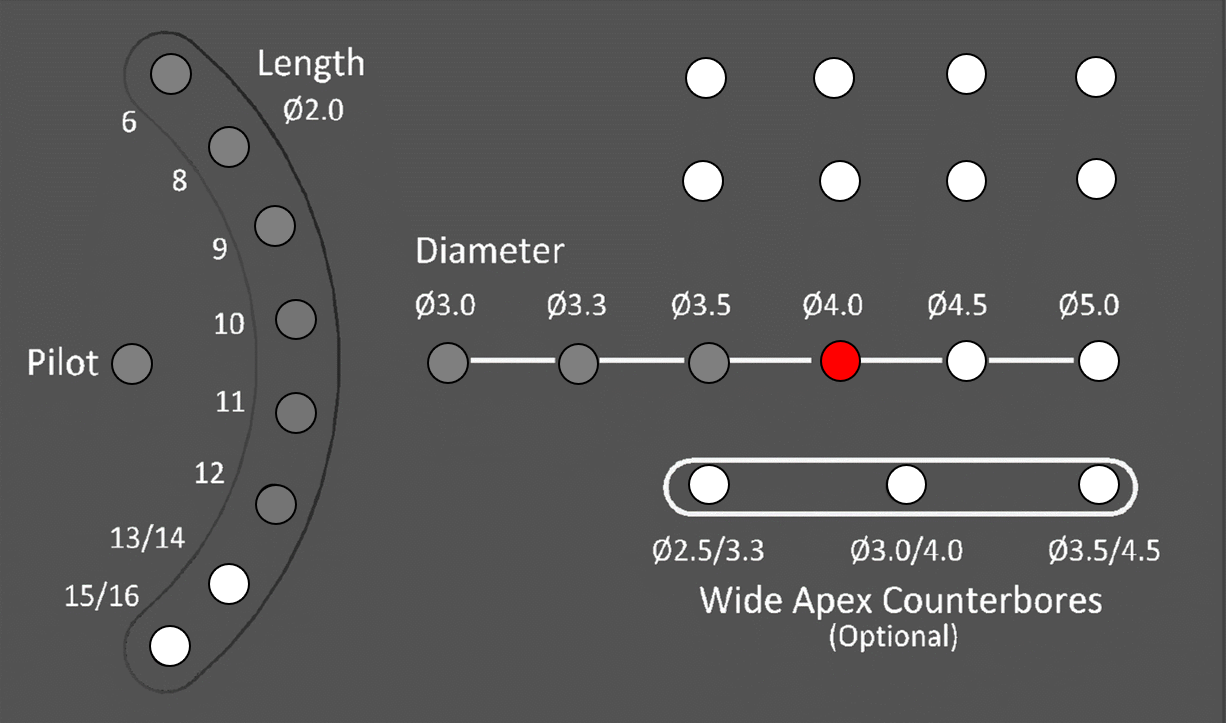 Length
Ø2.0
6
8
9
10
11
12
13/14
15/16
Pilot
Diameter
Ø3.0 Ø3.3 Ø3.5 Ø4.0 Ø4.5 Ø5.0
Ø2.5/3.3 Ø3.0/4.0 Ø3.5/4.5
Wide Apex Counterbores
(Optional)